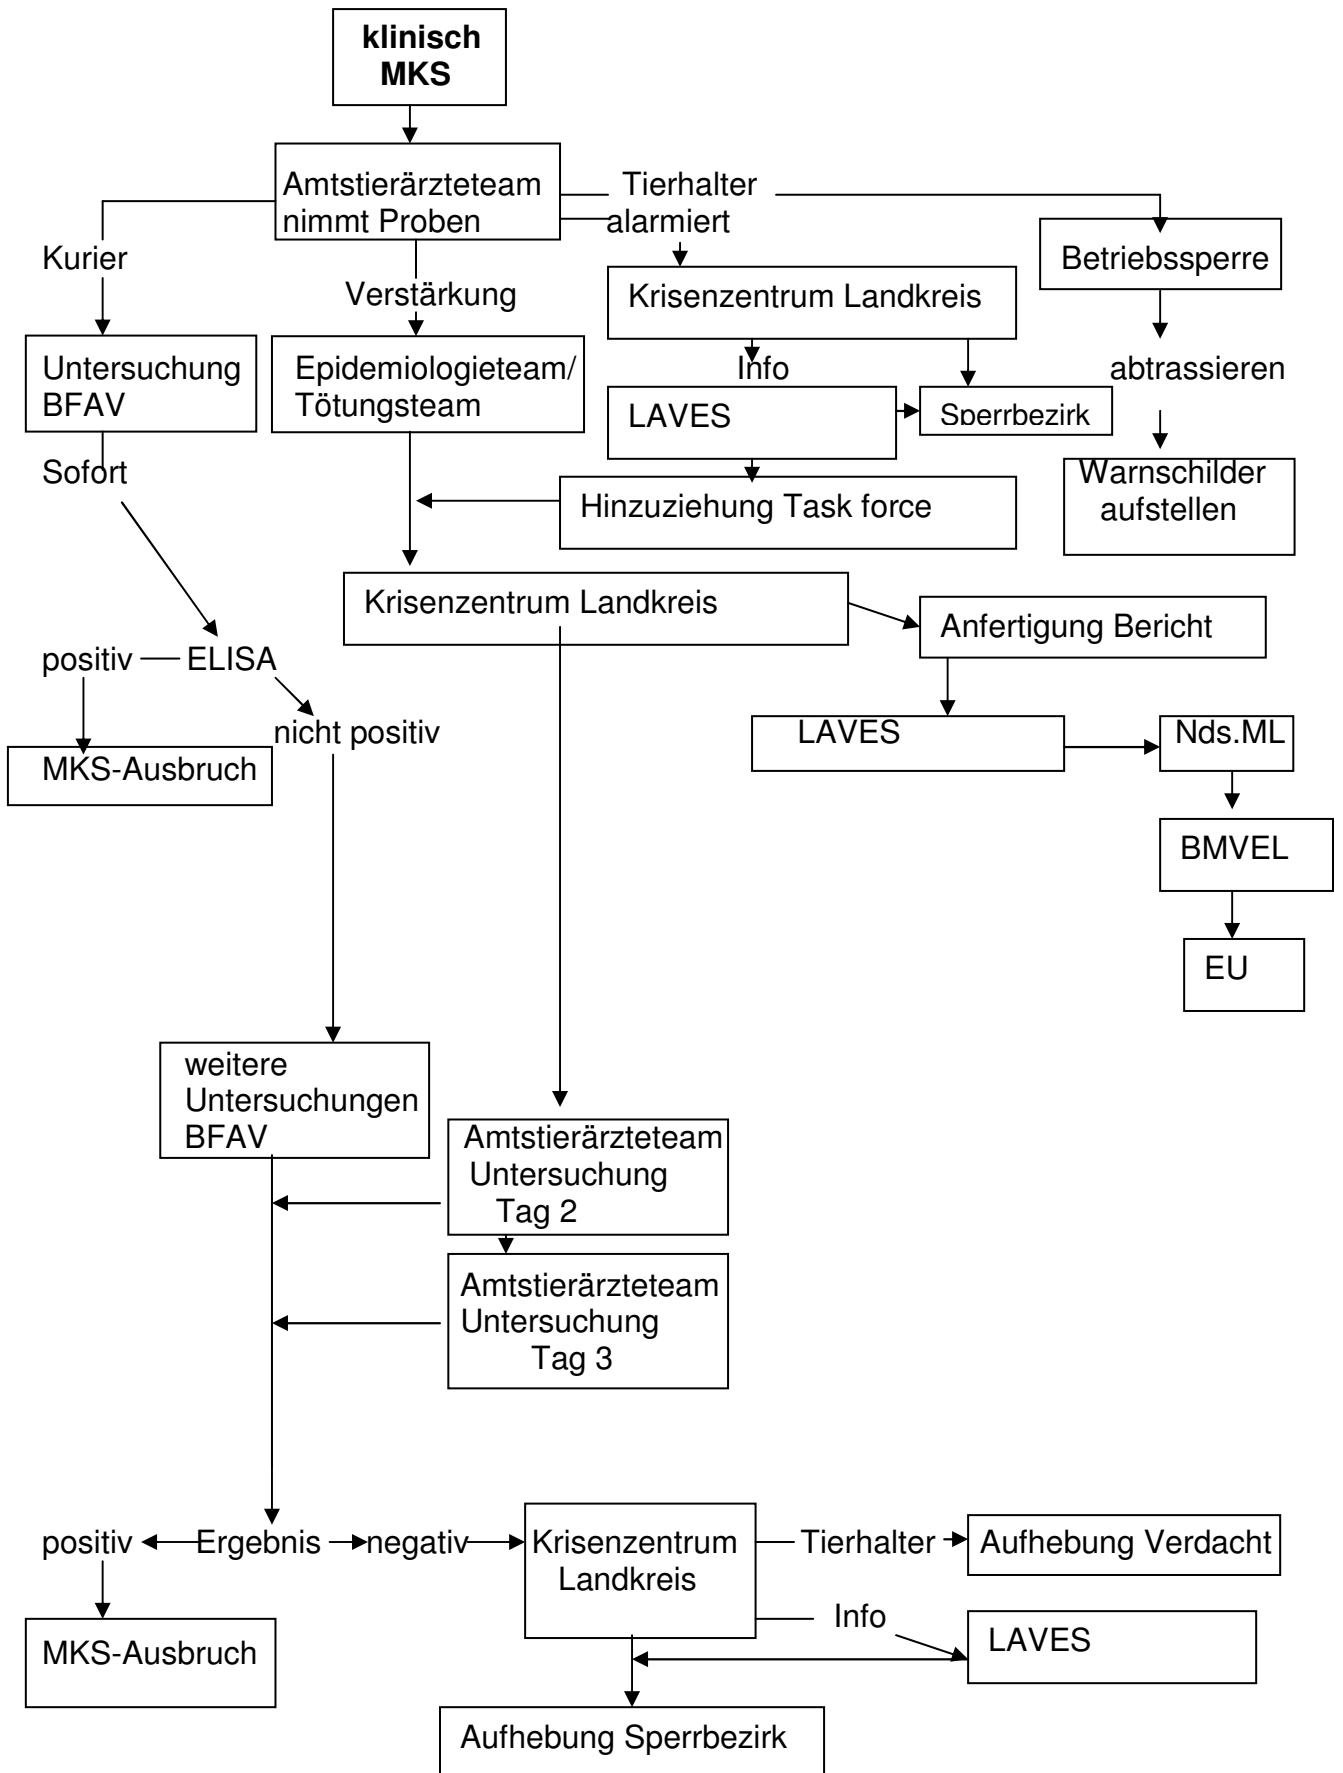 klinisch
MKS
Amtstierärzteteam
nimmt Proben
Tierhalter
alarmiert
Kurier
Verstärkung
Krisenzentrum Landkreis
Betriebssperre
Untersuchung
BFAV
Epidemiologieteam/
Tötungsteam
Info
abtrassieren
LAVES
Sperrbezirk
Sofort
Warnschilder
aufstellen
Hinzuziehung Task force
Krisenzentrum Landkreis
Anfertigung Bericht
positiv
ELISA
nicht positiv
LAVES
Nds.ML
MKS-Ausbruch
BMVEL
EU
weitere
Untersuchungen
BFAV
Amtstierärzteteam
Untersuchung
Tag 2
Amtstierärzteteam
Untersuchung
Tag 3
positiv
Ergebnis
negativ
Krisenzentrum
Landkreis
Tierhalter
Aufhebung Verdacht
Info
LAVES
MKS-Ausbruch
Aufhebung Sperrbezirk